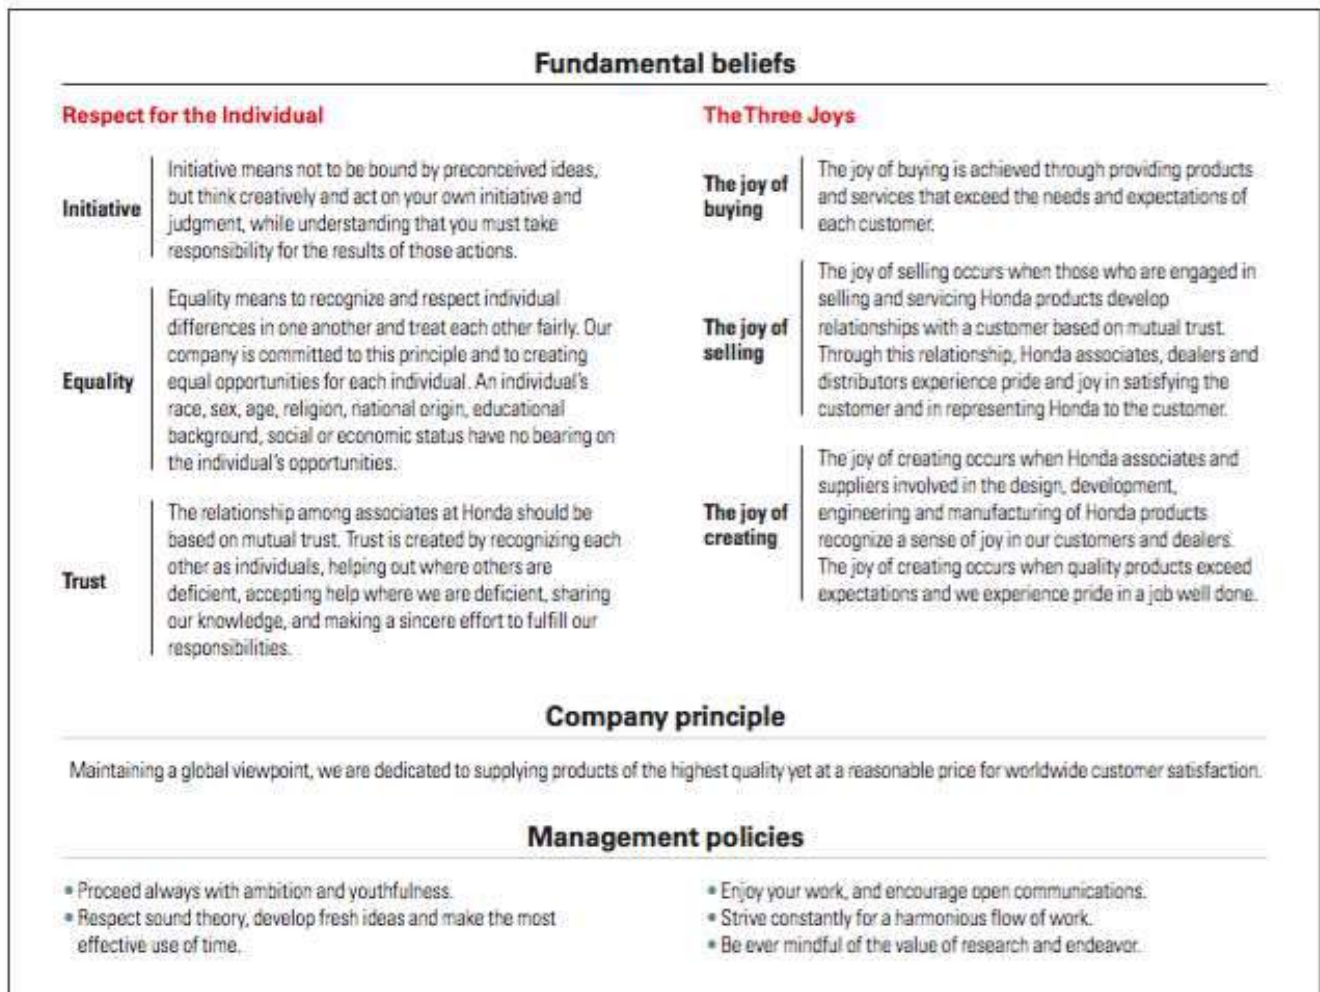 Fundamental beliefs
Respect for the Individual
Initiative
Initiative means not to be bound by preconceived ideas,
but think creatively and act on your own initiative and
judgment, while understanding that you must take
responsibility for the results of those actions.
Equality
Equality means to recognize and respect individual
differences in one another and treat each other fairly. Our
company is committed to this principle and to creating
equal opportunities for each individual. An individual's
race, sex, age, religion, national origin, educational
background, social or economic status have no bearing on
the individual's opportunities.
Trust
The relationship among associates at Honda should be
based on mutual trust. Trust is created by recognizing each
other as individuals, helping out where others are
deficient, accepting help where we are deficient, sharing
our knowledge, and making a sincere effort to fulfill our
responsibilities.
The Three Joys
The joy of
buying
The joy of buying is achieved through providing products
and services that exceed the needs and expectations of
each customer.
The joy of
selling
The joy of selling occurs when those who are engaged in
selling and servicing Honda products develop
relationships with a customer based on mutual trust.
Through this relationship, Honda associates, dealers and
distributors experience pride and joy in satisfying the
customer and in representing Honda to the customer.
The joy of
creating
The joy of creating occurs when Honda associates and
suppliers involved in the design, development,
engineering and manufacturing of Honda products
recognize a sense of joy in our customers and dealers.
The joy of creating occurs when quality products exceed
expectations and we experience pride in a job well done.
Company principle
Maintaining a global viewpoint, we are dedicated to supplying products of the highest quality yet at a reasonable price for worldwide customer satisfaction.
Management policies
• Proceed always with ambition and youthfulness.
• Respect sound theory, develop fresh ideas and make the most
effective use of time.
• Enjoy your work, and encourage open communications.
• Strive constantly for a harmonious flow of work.
• Be ever mindful of the value of research and endeavor.